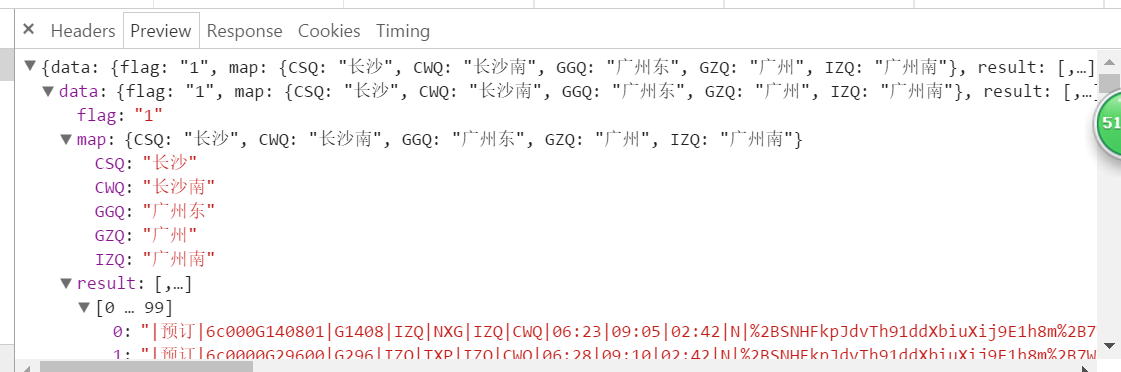 × Headers Preview Response Cookies Timing
▼{data: {flag: "1", map: {CSQ: "长沙", CWQ: "长沙南", GGQ: "广州东", GZQ: "广州", IZQ: "广州南"}, result: [,…]
▼data: {flag: "1", map: {CSQ: "长沙", CWQ: "长沙南", GGQ: "广州东", GZQ: "广州", IZQ: "广州南"}, result: [,…]
flag: "1"
51
▼map: {CSQ: "长沙", CWQ: "长沙南", GGQ: "广州东", GZQ: "广州", IZQ: "广州南"}
CSQ: "长沙"
CWQ: "长沙南"
GGQ: "广州东"
GZQ: "广州"
IZQ: "广州南"
▼result: [,…]
▼[0 … 99]
0: "|预订|6c000G140801|G1408|IZQ|NXG|IZQ|CWQ|06:23|09:05|02:42|N|%2BSNHFkpJdvTh91ddXbiuXij9E1h8m%2B7
1: "|预订|6c0000G29600|G296|IZQ|TXP|IZQ|CWQ|06:28|09:10|02:42|N|%2BSNHFkpJdvTh91ddXbiuXij9E1h8m%2B7W